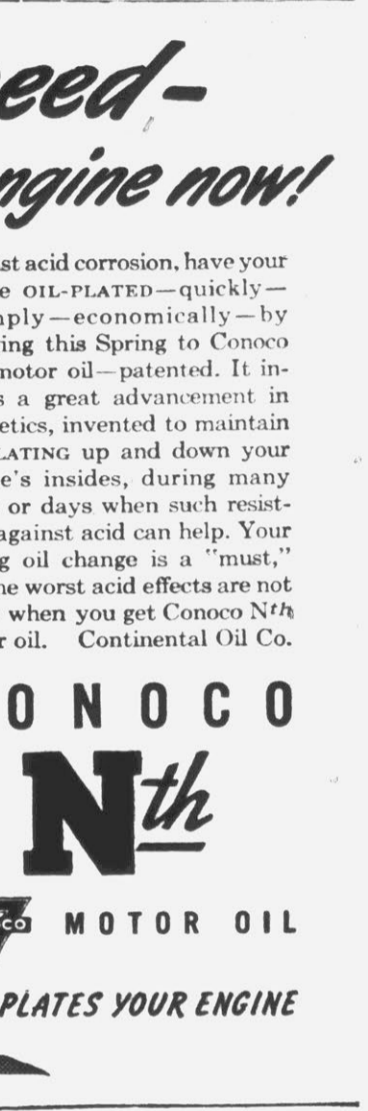 eed-
ngine now!
st acid corrosion, have your
e OIL-PLATED—quickly—
ply—economically—by
ing this Spring to Conoco
motor oil—patented. It in-
s a great advancement in
etics, invented to maintain
LATING up and down your
e's insides, during many
or days when such resist-
against acid can help. Your
g oil change is a "must,"
he worst acid effects are not
when you get Conoco Nth
r oil. Continental Oil Co.
ONOCO
Nth
CO MOTOR OIL
PLATES YOUR ENGINE